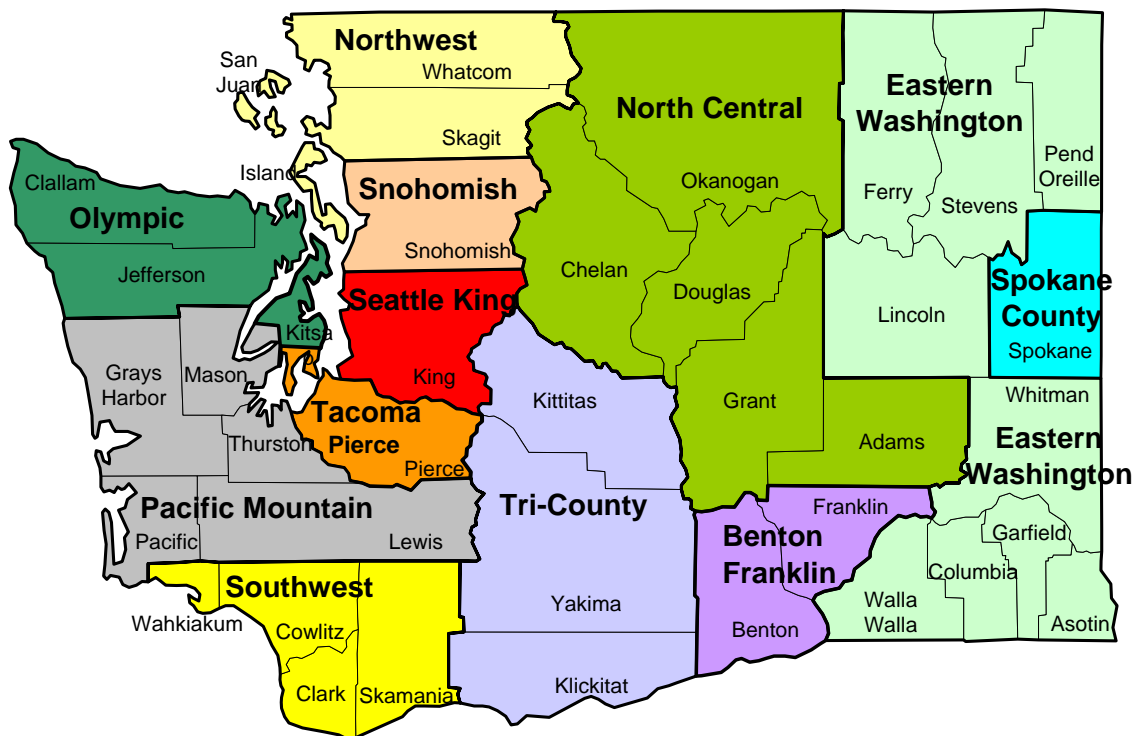 Northwest
San
Juan
Whatcom
Skagit
Island
North Central
Okanogan
Chelan
Douglas
Grant
Adams
Eastern
Washington
Ferry
Stevens
Pend
Oreille
Lincoln
Clallam
Olympic
Jefferson
Kitsa
Snohomish
Snohomish
Seattle King
King
Spokane
County
Spokane
Grays
Harbor
Mason
Thurston
Tacoma
Pierce
Pierce
Kittitas
Whitman
Eastern
Washington
Pacific Mountain
Pacific
Lewis
Tri-County
Yakima
Klickitat
Franklin
Benton
Franklin
Benton
Garfield
Columbia
Walla
Walla
Asotin
Southwest
Wahkiakum
Cowlitz
Clark
Skamania